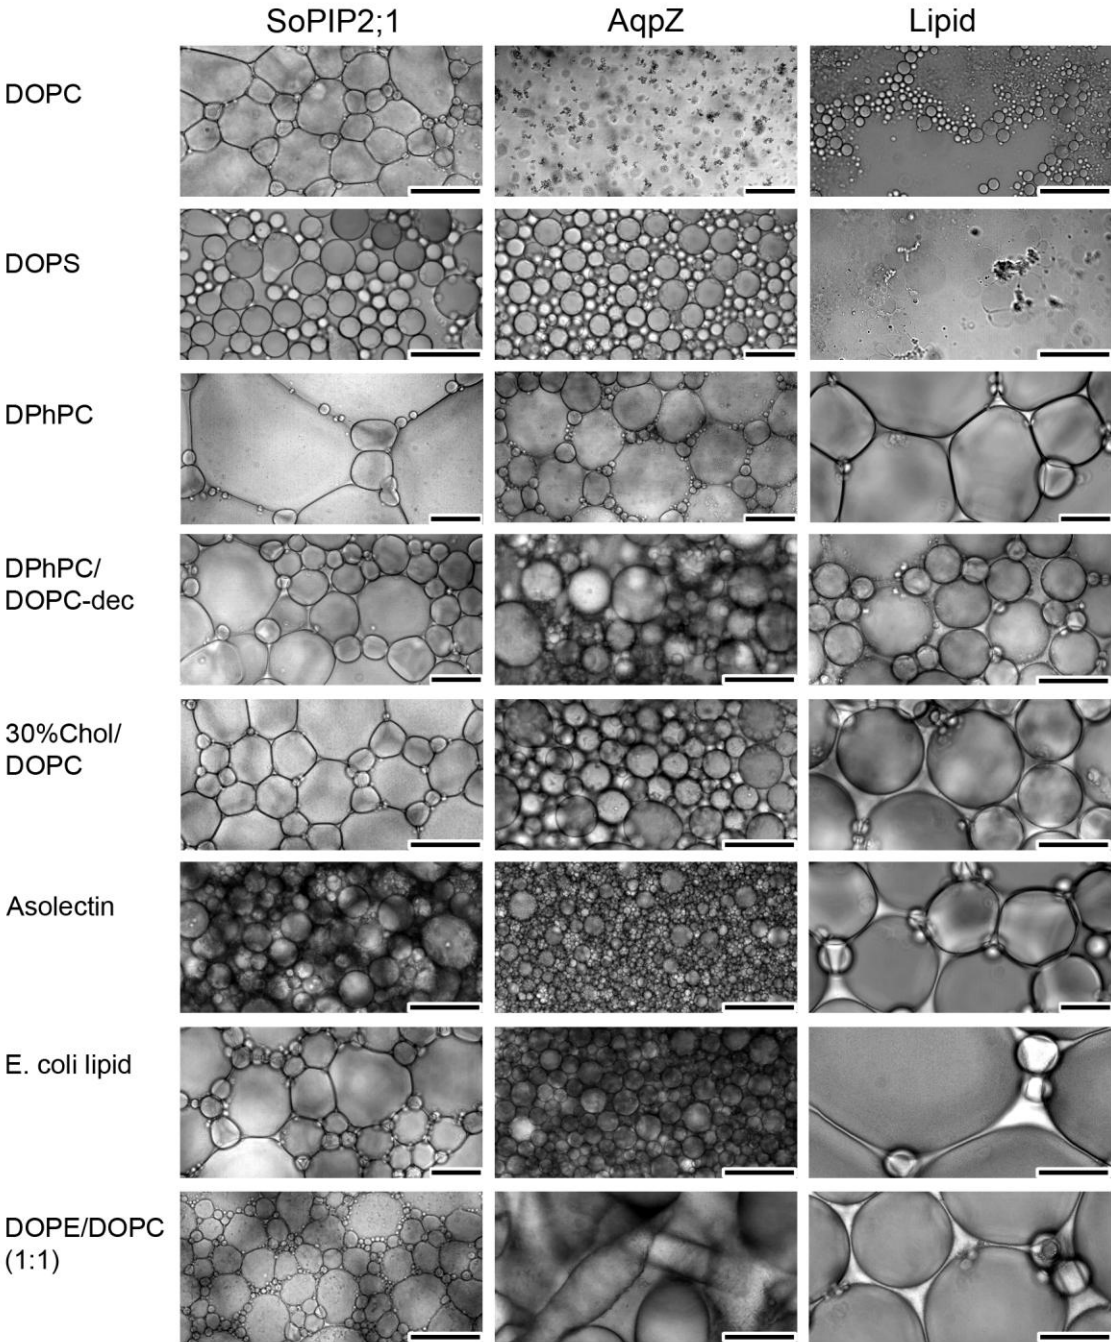 SoPIP2;1 AqpZ Lipid
DOPC
DOPS
DPhPC
DPhPC/
DOPC-dec
30%Chol/
DOPC
Asolectin
E. coli lipid
DOPE/DOPC
(1:1)